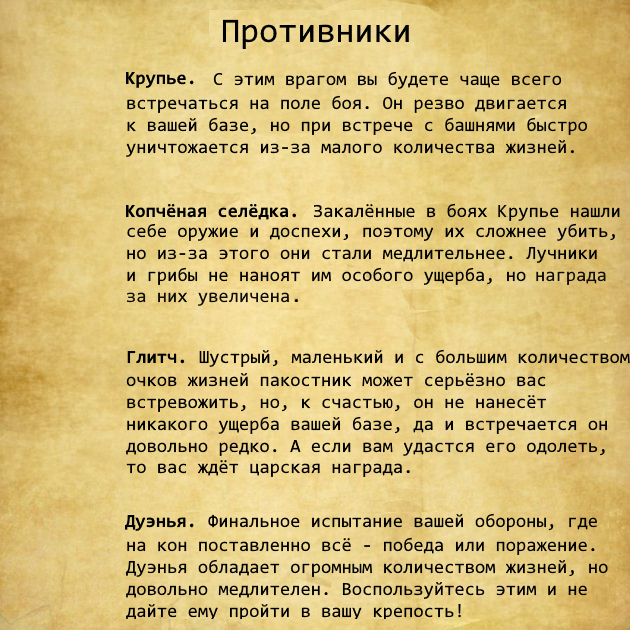 Противники
Крупье. С этим врагом вы будете чаще всего
встречаться на поле боя. Он резво двигается
к вашей базе, но при встрече с башнями быстро
уничтожается из-за малого количества жизней.
Копчёная селёдка. Закалённые в боях Крупье нашли
себе оружие и доспехи, поэтому их сложнее убить,
но из-за этого они стали медлительнее. Лучники
и грибы не наноят им особого ущерба, но награда
за них увеличена.
Глитч. Шустрый, маленький и с большим количеством
очков жизней пакостник может серьёзно вас
встревожить, но, к счастью, он не нанесёт
никакого ущерба вашей базе, да и встречается он
довольно редко. А если вам удастся его одолеть,
то вас ждёт царская награда.
Дуэнья. Финальное испытание вашей обороны, где
на кон поставленно всё - победа или поражение.
Дуэнья обладает огромным количеством жизней, но
довольно медлителен. Воспользуйтесь этим и не
дайте ему пройти в вашу крепость!